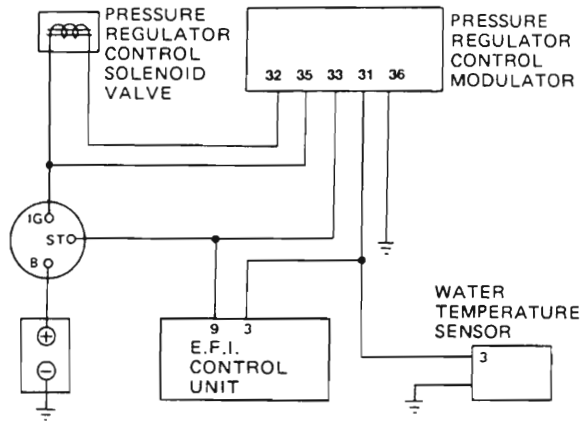 PRESSURE
REGULATOR
CONTROL
SOLENOID
VALVE
PRESSURE
REGULATOR
CONTROL
MODULATOR
32 35 33 31 36
IG
ST
B
+
−
9 3
E.F.I.
CONTROL
UNIT
WATER
TEMPERATURE
SENSOR
3